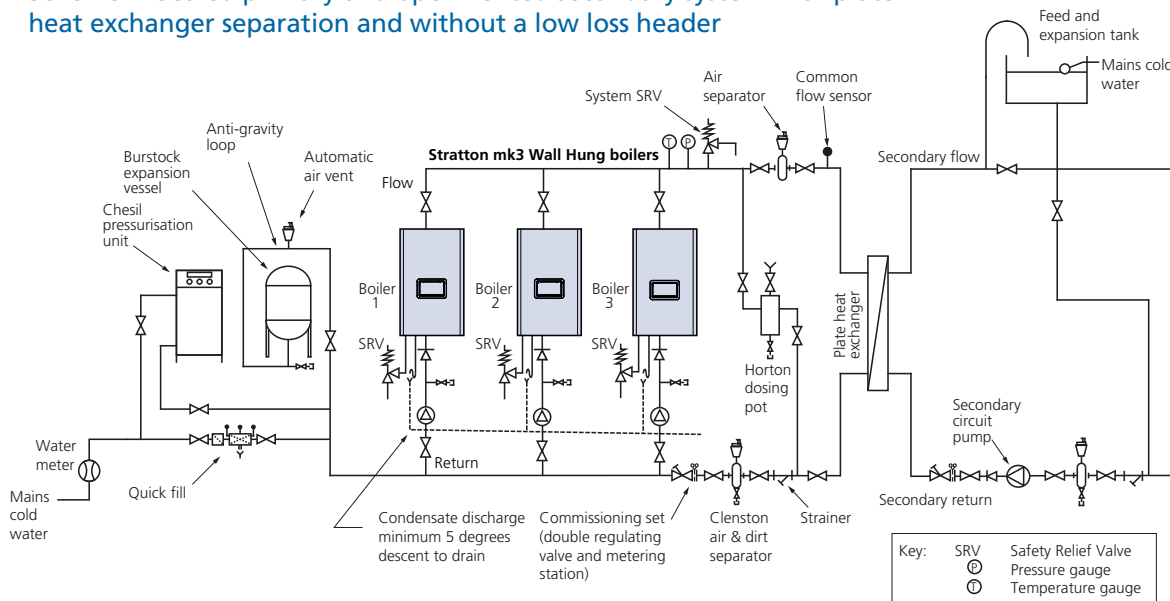 heat exchanger separation and without a low loss header
Feed and
expansion tank
Mains cold
water
Air
separator
Common
flow sensor
System SRV
Anti-gravity
loop
Burstock
expansion
vessel
Automatic
air vent
Chesil
pressurisation
unit
Stratton mk3 Wall Hung boilers
T
P
Flow
Secondary flow
Boiler
1
Boiler
2
Boiler
3
SRV
SRV
SRV
Plate heat
exchanger
Horton
dosing
pot
Secondary
circuit
pump
Water
meter
Mains
cold
water
Quick fill
Return
Secondary return
Condensate discharge
minimum 5 degrees
descent to drain
Commissioning set
(double regulating
valve and metering
station)
Clenston
air & dirt
separator
Strainer
Key: SRV Safety Relief Valve
P Pressure gauge
T Temperature gauge